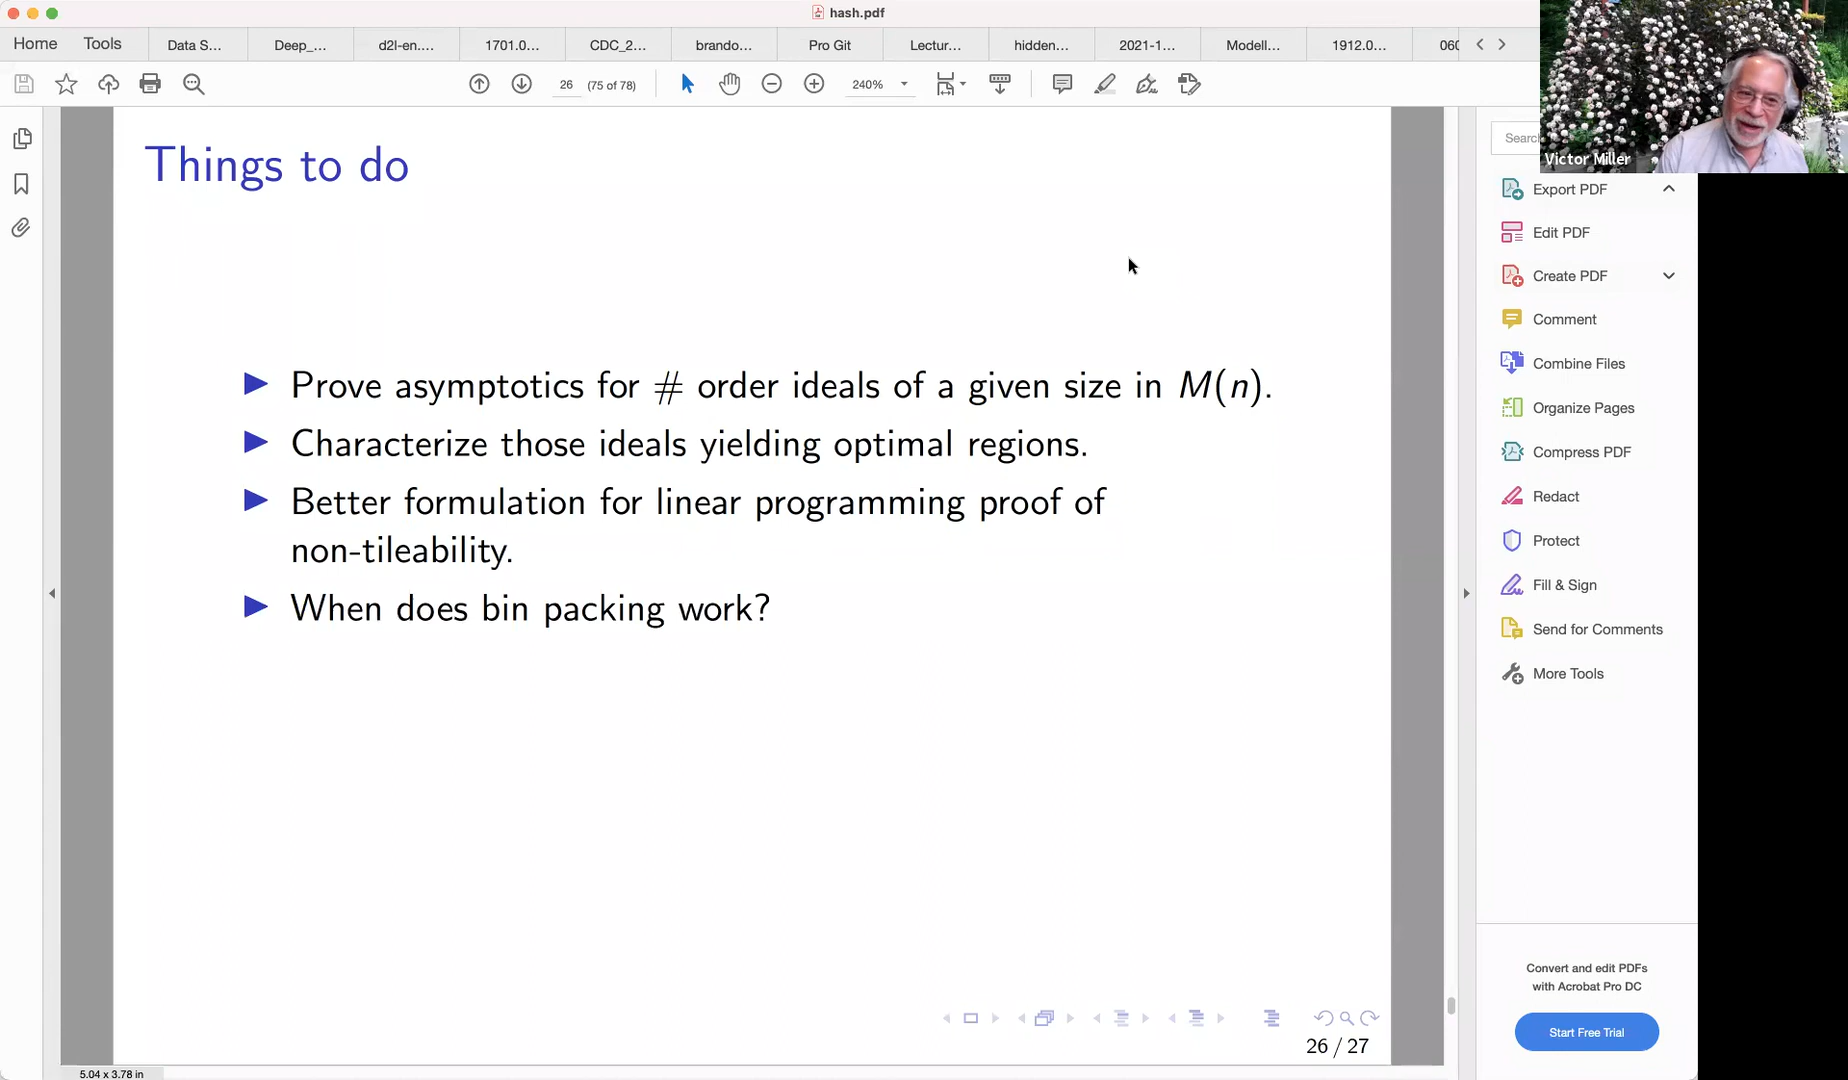 hash.pdf
Home Tools Data S... Deep_... d2l-en.... 1701.0... CDC_2... brando... Pro Git Lectur... hidden... 2021-1... Modell... 1912.0... 060
26 (75 of 78) 240%
Victor Miller
Things to do
Prove asymptotics for # order ideals of a given size in M(n).
Characterize those ideals yielding optimal regions.
Better formulation for linear programming proof of
non-tileability.
When does bin packing work?
26 / 27
5.04 x 3.78 in
Searc
Export PDF
Edit PDF
Create PDF
Comment
Combine Files
Organize Pages
Compress PDF
Redact
Protect
Fill & Sign
Send for Comments
More Tools
Convert and edit PDFs
with Acrobat Pro DC
Start Free Trial